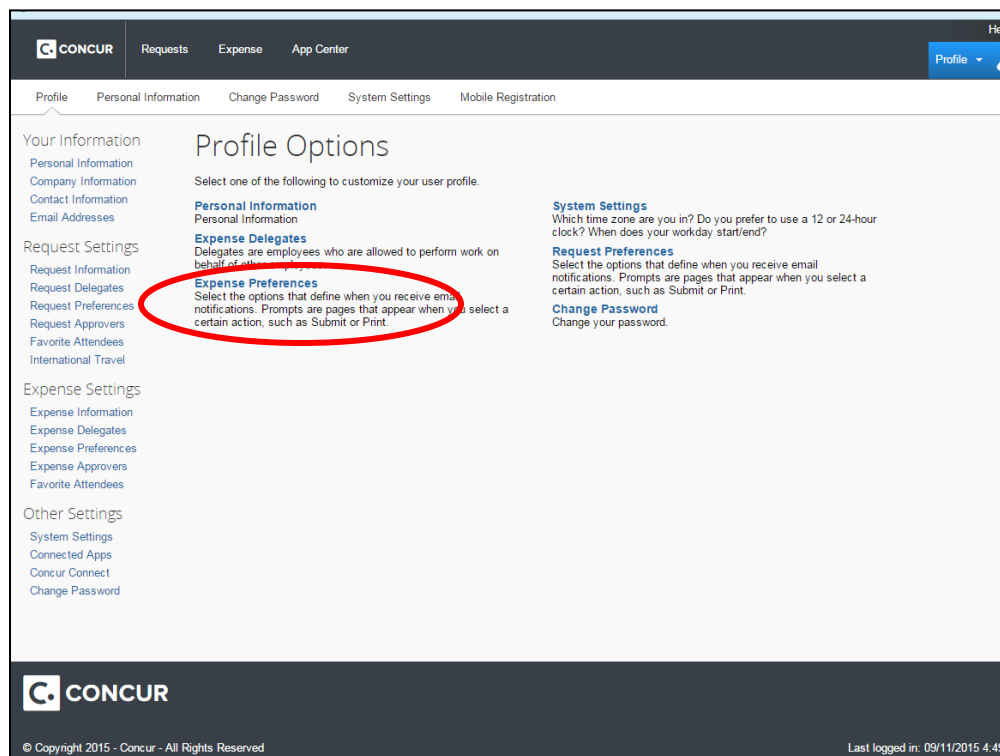 He
C. CONCUR Requests Expense App Center
Profile
Profile Personal Information Change Password System Settings Mobile Registration
Your Information
Personal Information
Company Information
Contact Information
Email Addresses
Request Settings
Request Information
Request Delegates
Request Preferences
Request Approvers
Favorite Attendees
International Travel
Expense Settings
Expense Information
Expense Delegates
Expense Preferences
Expense Approvers
Favorite Attendees
Other Settings
System Settings
Connected Apps
Concur Connect
Change Password
Profile Options
Select one of the following to customize your user profile.
Personal Information
Personal Information
Expense Delegates
Delegates are employees who are allowed to perform work on
behalf of other employees.
Expense Preferences
Select the options that define when you receive email
notifications. Prompts are pages that appear when you select a
certain action, such as Submit or Print.
System Settings
Which time zone are you in? Do you prefer to use a 12 or 24-hour
clock? When does your workday start/end?
Request Preferences
Select the options that define when you receive email
notifications. Prompts are pages that appear when you select a
certain action, such as Submit or Print.
Change Password
Change your password.
C. CONCUR
© Copyright 2015 - Concur - All Rights Reserved
Last logged in: 09/11/2015 4:49